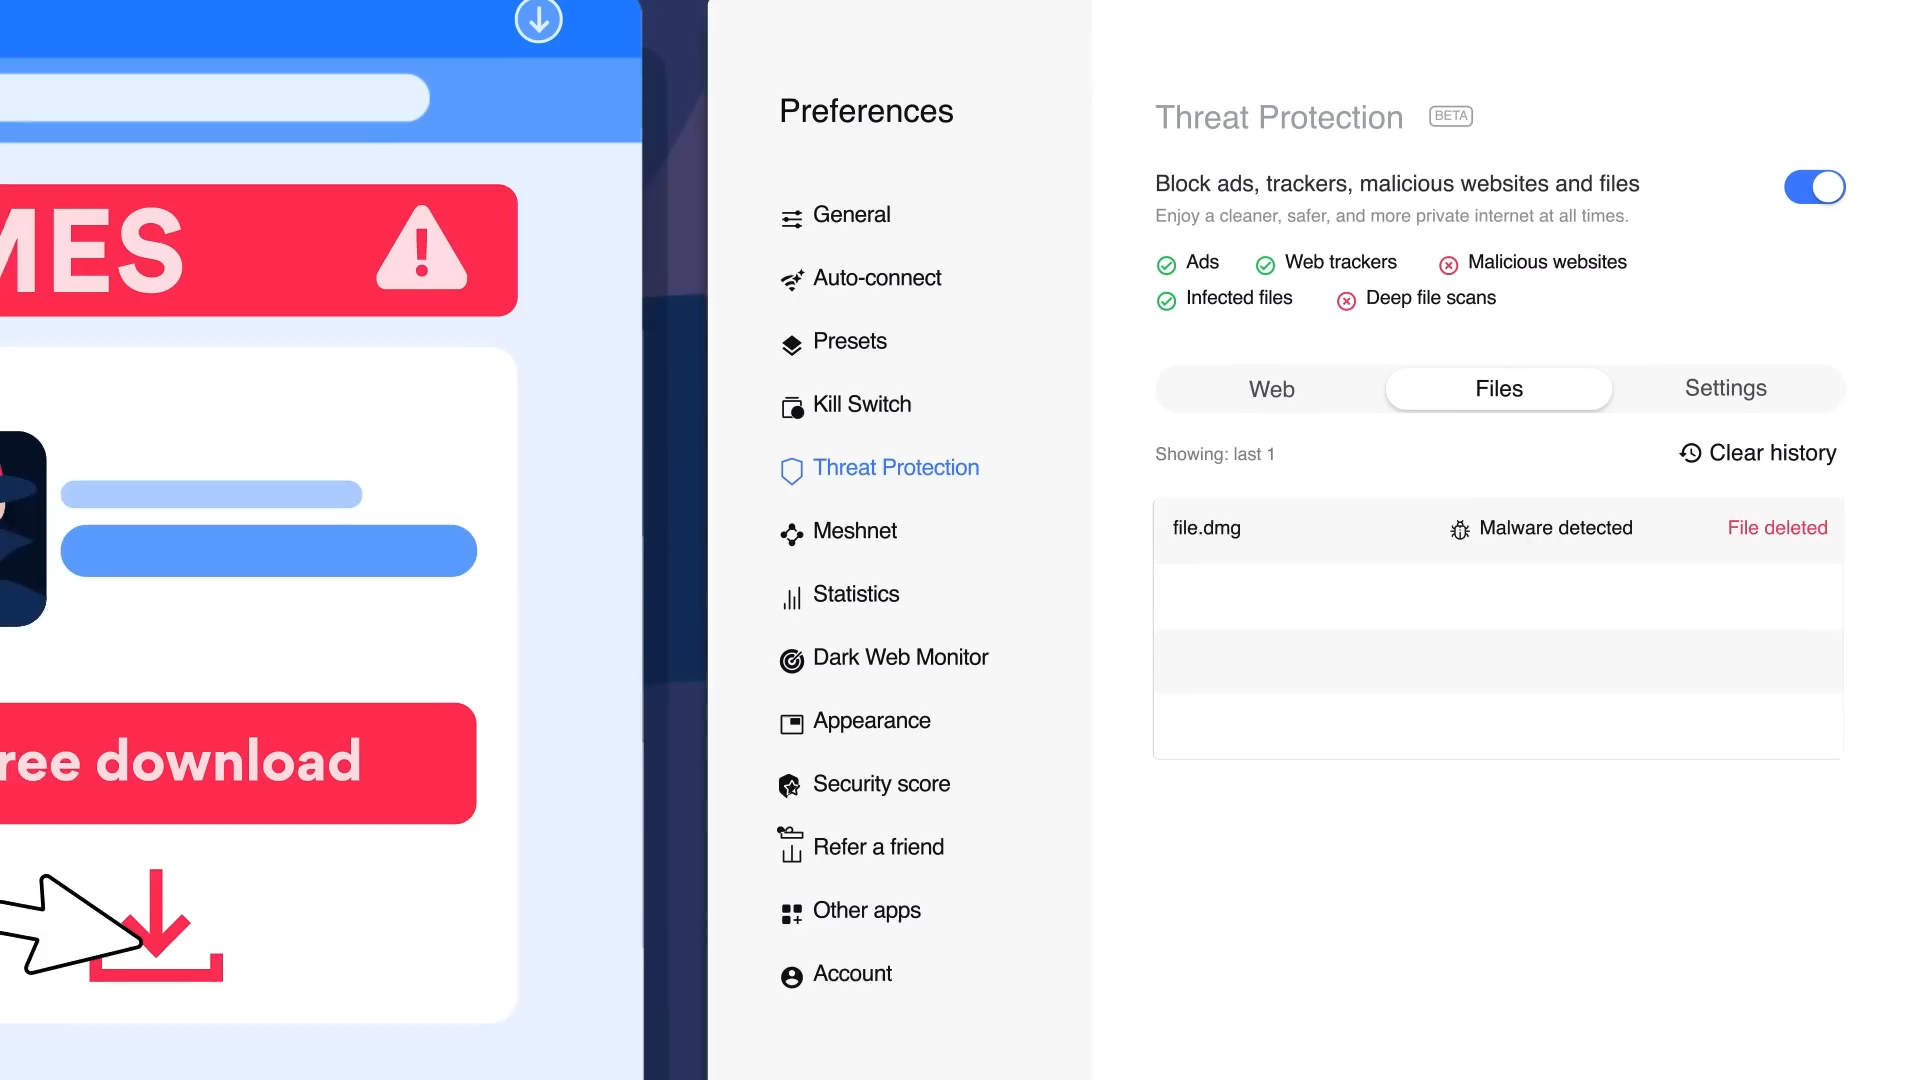 MES
ree download
Preferences
General
Auto-connect
Presets
Kill Switch
Threat Protection
Meshnet
Statistics
Dark Web Monitor
Appearance
Security score
Refer a friend
Other apps
Account
Threat Protection BETA
Block ads, trackers, malicious websites and files
Enjoy a cleaner, safer, and more private internet at all times.
Ads Web trackers Malicious websites
Infected files Deep file scans
Web Files Settings
Showing: last 1 Clear history
file.dmg Malware detected File deleted